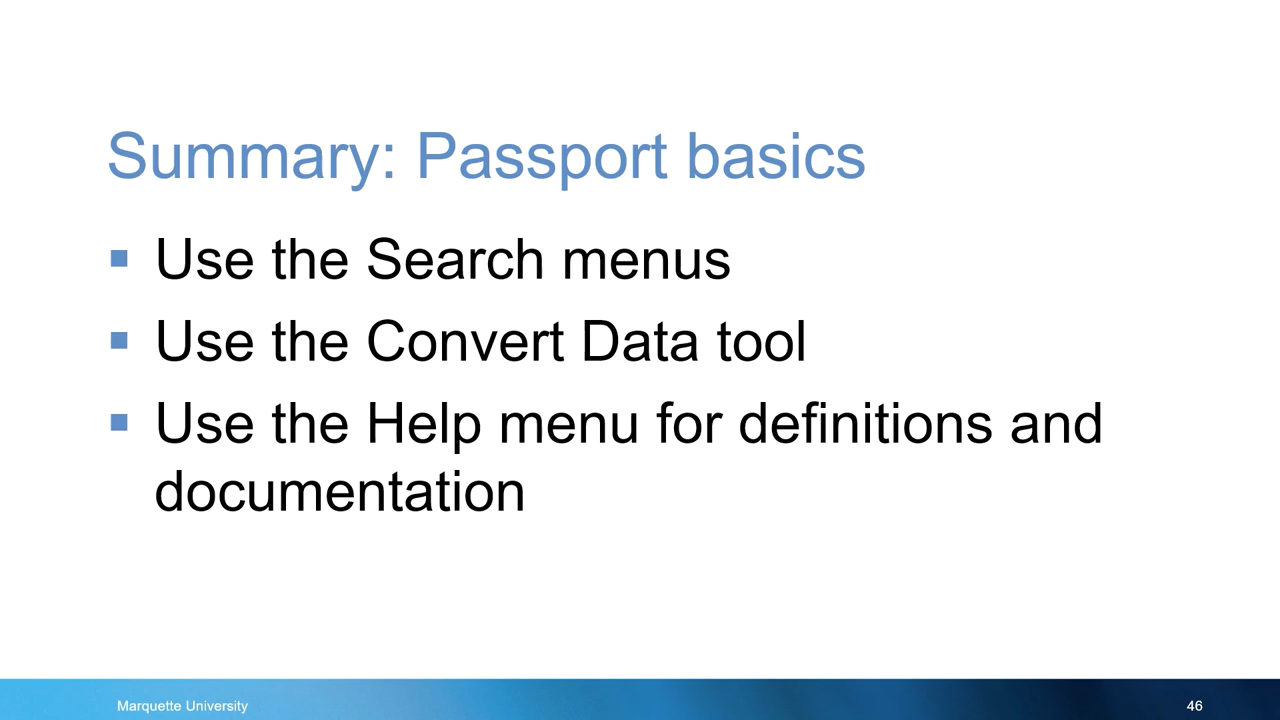 Summary: Passport basics
Use the Search menus
Use the Convert Data tool
Use the Help menu for definitions and
documentation
Marquette University
46